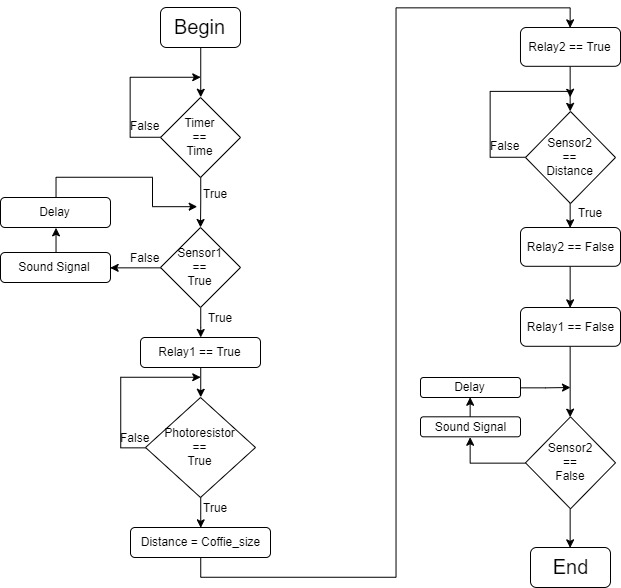 Begin
False
Timer
==
Time
True
Delay
Sound Signal
False
Sensor1
==
True
True
Relay1 == True
False
Photoresistor
==
True
True
Distance = Coffie_size
Relay2 == True
False
Sensor2
==
Distance
True
Relay2 == False
Relay1 == False
Delay
Sound Signal
Sensor2
==
False
End